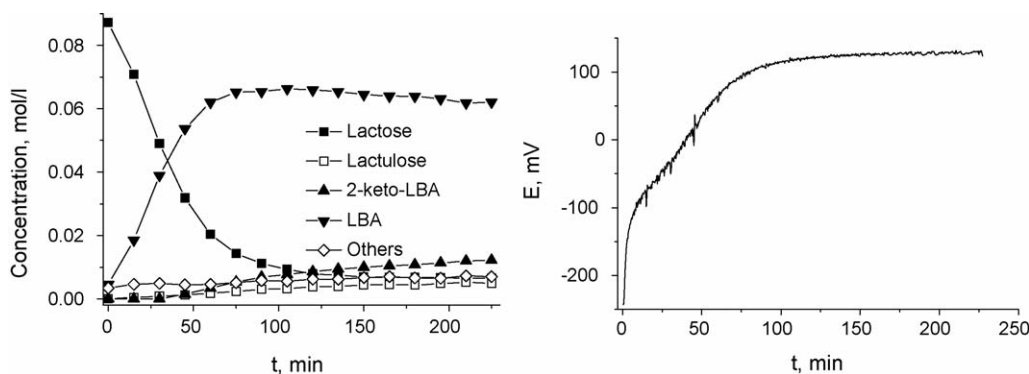 0.08
0.06
0.04
0.02
0.00
Concentration, mol/l
Lactose
Lactulose
2-keto-LBA
LBA
Others
0 50 100 150 200
t, min
100
0
-100
-200
E, mV
0 50 100 150 200 250
t, min